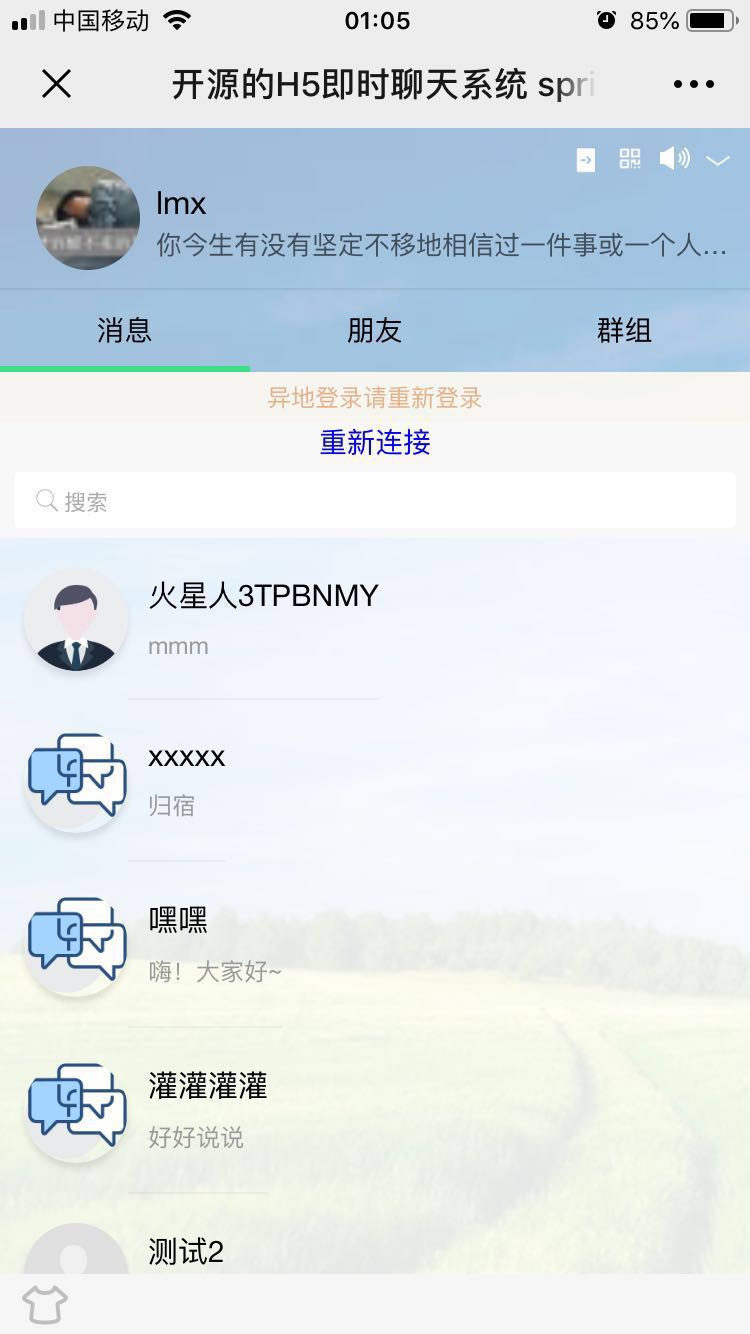 中国移动
01:05
85%
开源的H5即时聊天系统 spri
lmx
你今生有没有坚定不移地相信过一件事或一个人...
消息
朋友
群组
异地登录请重新登录
重新连接
搜索
火星人3TPBNMY
mmm
xxxxx
归宿
嘿嘿
嗨！大家好~
灌灌灌灌
好好说说
测试2